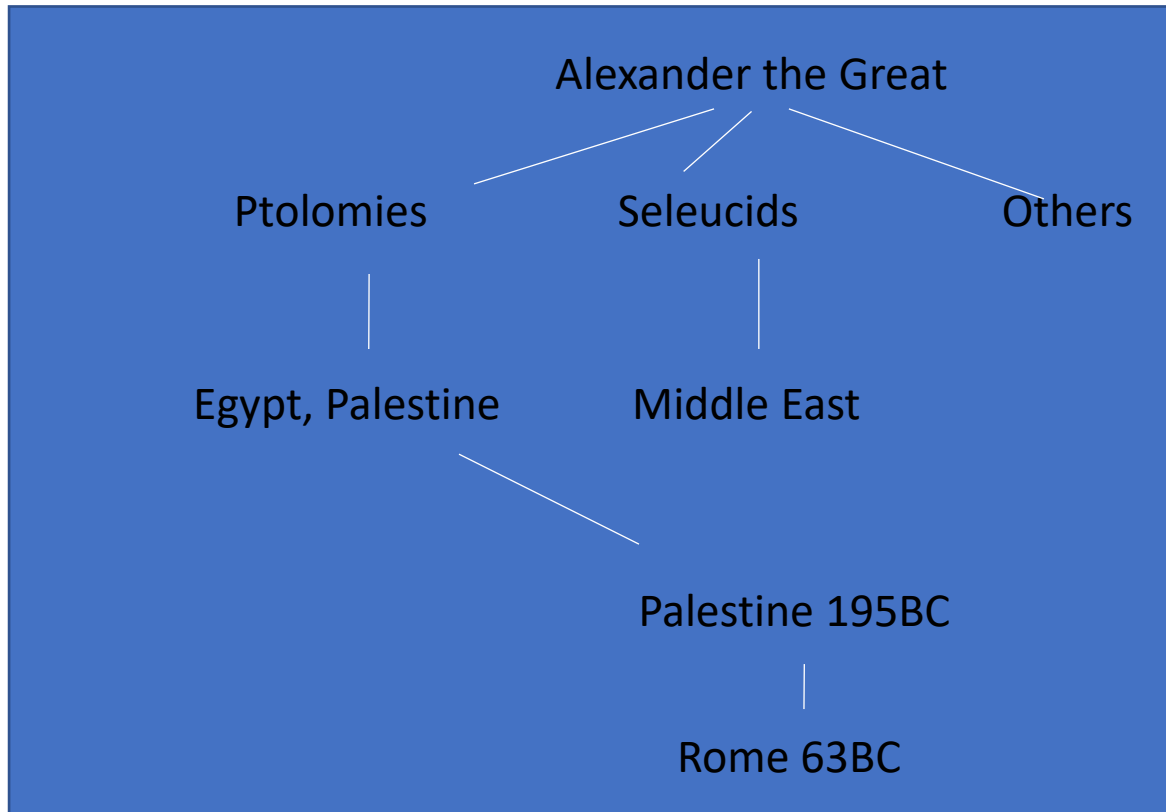 Alexander the Great
Ptolomies Seleucids Others
Egypt, Palestine Middle East
Palestine 195BC
Rome 63BC